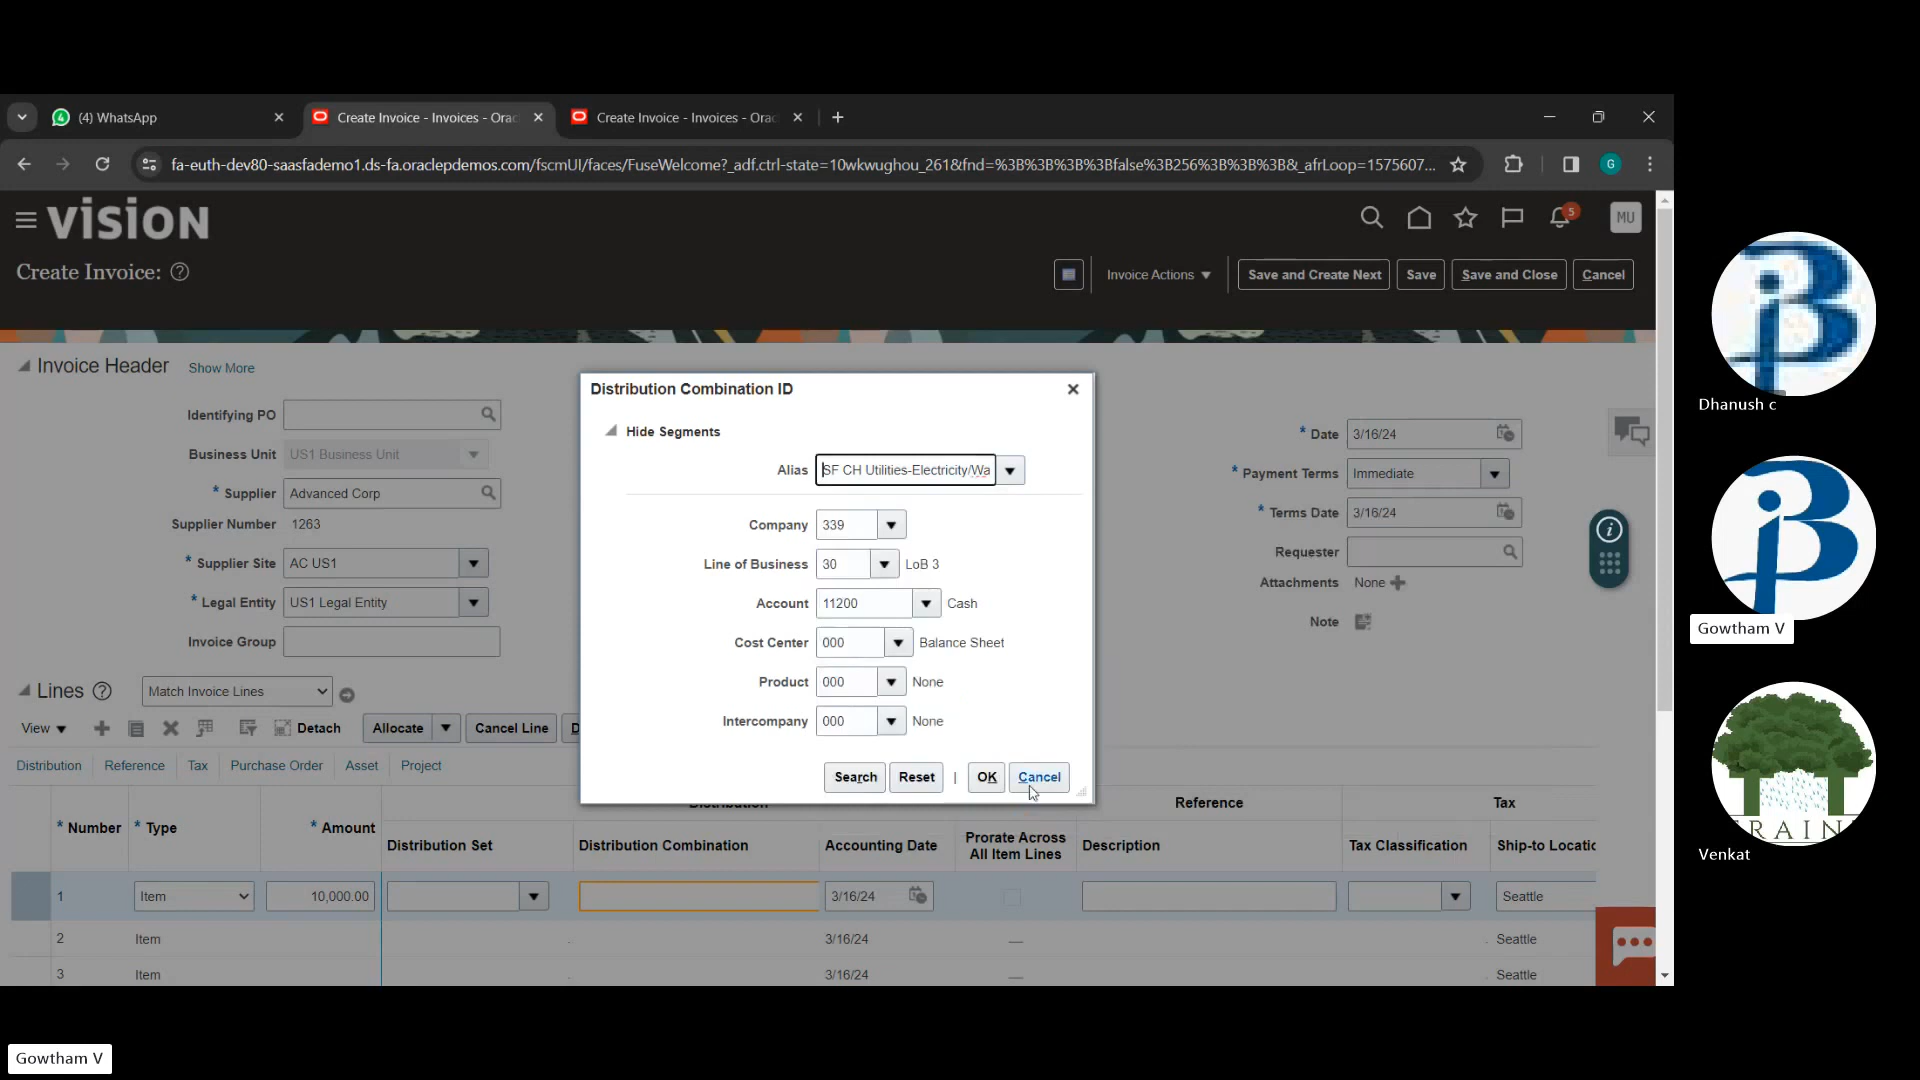 (4) WhatsApp
Create Invoice - Invoices - Orac
Create Invoice - Invoices - Orac
fa-euth-dev80-saasfademo1.ds-fa.oraclepdemos.com/fscmUI/faces/FuseWelcome?_adf.ctrl-state=10wkwughou_261&fnd=%3B%3B%3B%3Bfalse%3B256%3B%3B%3B&_afrLoop=1575607...
G
VISION
5
MU
Create Invoice:
Invoice Actions
Save and Create Next
Save
Save and Close
Cancel
Invoice Header
Show More
Identifying PO
Business Unit US1 Business Unit
* Supplier Advanced Corp
Supplier Number 1263
* Supplier Site AC US1
* Legal Entity US1 Legal Entity
Invoice Group
* Date 3/16/24
* Payment Terms Immediate
* Terms Date 3/16/24
Requester
Attachments None
Note
Distribution Combination ID
Hide Segments
Alias SF CH Utilities-Electricity/Wa
Company 339
Line of Business 30 LoB 3
Account 11200 Cash
Cost Center 000 Balance Sheet
Product 000 None
Intercompany 000 None
Search Reset | OK Cancel
Lines
Match Invoice Lines
View
Detach
Allocate
Cancel Line
Distribution Reference Tax Purchase Order Asset Project
Distribution Reference Tax
* Number * Type * Amount Distribution Set Distribution Combination Accounting Date Prorate Across All Item Lines Description Tax Classification Ship-to Locatic
1 Item 10,000.00 3/16/24 Seattle
2 Item 3/16/24 Seattle
3 Item 3/16/24 Seattle
Dhanush c
Gowtham V
RAIN
Venkat
Gowtham V